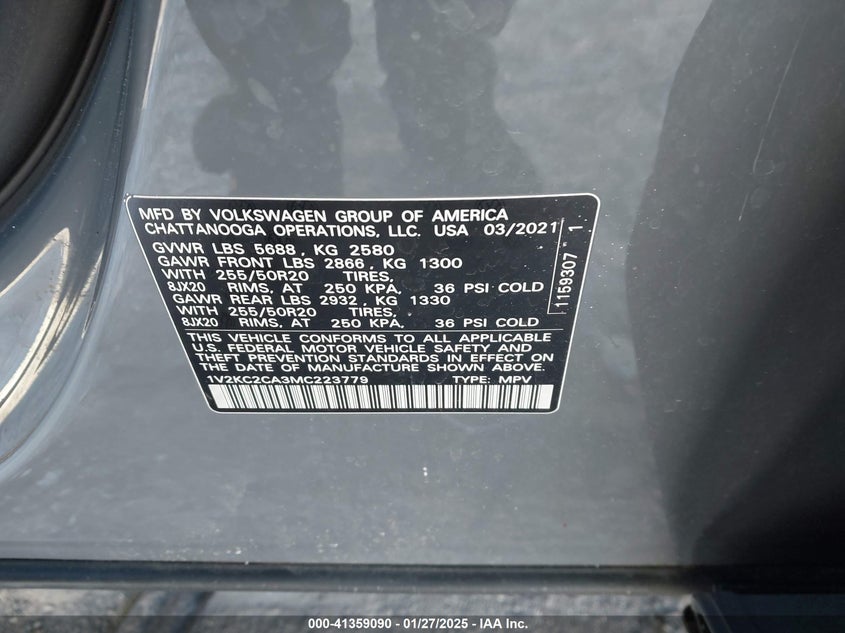 MFD BY VOLKSWAGEN GROUP OF AMERICA
CHATTANOOGA OPERATIONS, LLC. USA 03/2021
GVWR LBS 5688, KG 2580
GAWR FRONT LBS 2866, KG 1300
WITH 255/50R20 TIRES,
8JX20 RIMS, AT 250 KPA, 36 PSI COLD
GAWR REAR LBS 2932, KG 1330
WITH 255/50R20 TIRES,
8JX20 RIMS, AT 250 KPA, 36 PSI COLD
THIS VEHICLE CONFORMS TO ALL APPLICABLE
U.S. FEDERAL MOTOR VEHICLE SAFETY AND
THEFT PREVENTION STANDARDS IN EFFECT ON
THE DATE OF MANUFACTURE SHOWN ABOVE.
1V2KC2CA3MC223779 TYPE: MPV
1159307 1
000-41359090 - 01/27/2025 - IAA Inc.